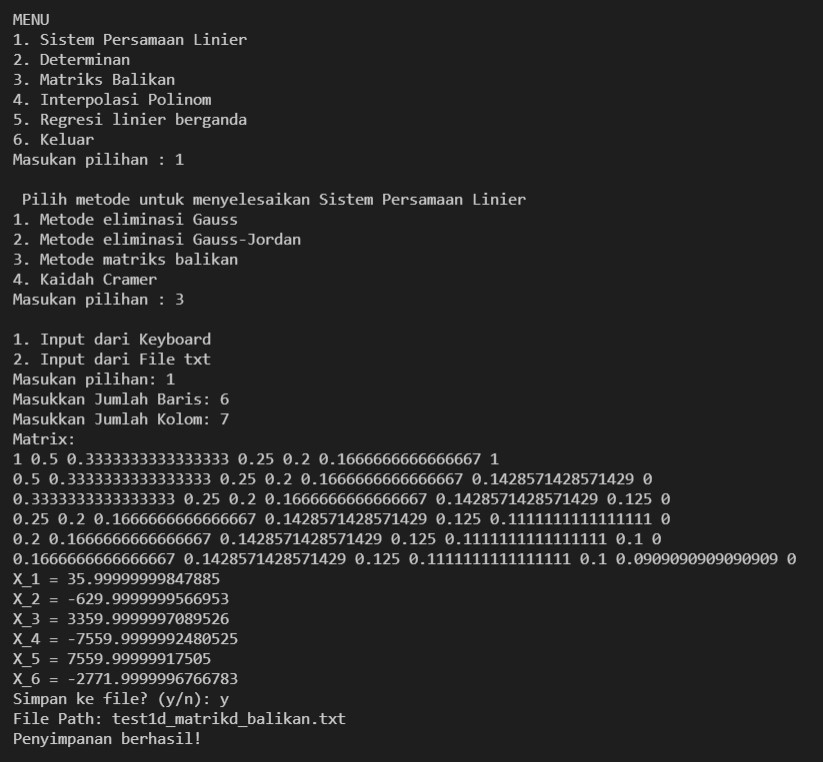 MENU
1. Sistem Persamaan Linier
2. Determinan
3. Matriks Balikan
4. Interpolasi Polinom
5. Regresi linier berganda
6. Keluar
Masukan pilihan : 1
Pilih metode untuk menyelesaikan Sistem Persamaan Linier
1. Metode eliminasi Gauss
2. Metode eliminasi Gauss-Jordan
3. Metode matriks balikan
4. Kaidah Cramer
Masukan pilihan : 3
1. Input dari Keyboard
2. Input dari File txt
Masukan pilihan: 1
Masukkan Jumlah Baris: 6
Masukkan Jumlah Kolom: 7
Matrix:
1 0.5 0.3333333333333333 0.25 0.2 0.1666666666666667 1
0.5 0.3333333333333333 0.25 0.2 0.1666666666666667 0.1428571428571429 0
0.3333333333333333 0.25 0.2 0.1666666666666667 0.1428571428571429 0.125 0
0.25 0.2 0.1666666666666667 0.1428571428571429 0.125 0.1111111111111111 0
0.2 0.1666666666666667 0.1428571428571429 0.125 0.1111111111111111 0.1 0
0.1666666666666667 0.1428571428571429 0.125 0.1111111111111111 0.1 0.0909090909090909 0
X_1 = 35.99999999847885
X_2 = -629.9999999566953
X_3 = 3359.9999997089526
X_4 = -7559.9999992480525
X_5 = 7559.99999917505
X_6 = -2771.9999996766783
Simpan ke file? (y/n): y
File Path: test1d_matrikd_balikan.txt
Penyimpanan berhasil!